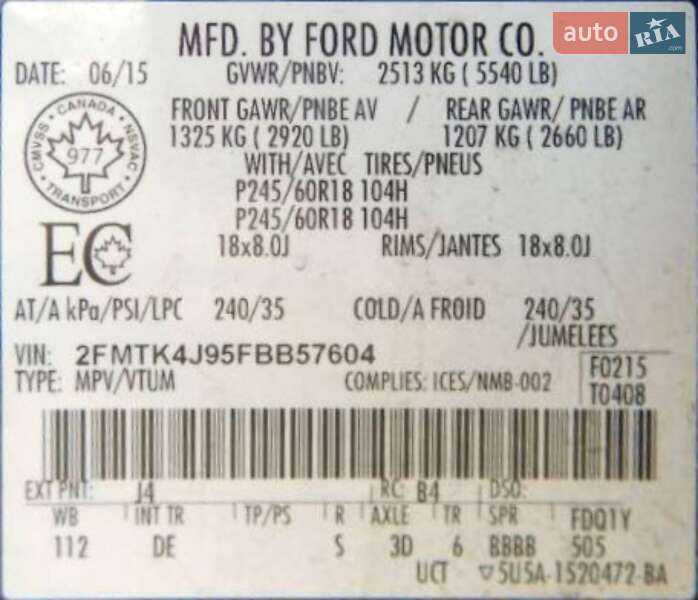 MFD. BY FORD MOTOR CO.
auto RIA .com
DATE: 06/15 GVWR/PNBV: 2513 KG ( 5540 LB)
FRONT GAWR/PNBE AV / REAR GAWR/ PNBE AR
1325 KG ( 2920 LB) 1207 KG ( 2660 LB)
CANADA CMVSS NSVAC TRANSPORT 977
WITH/AVEC TIRES/PNEUS
P245/60R18 104H
P245/60R18 104H
EC 18x8.0J RIMS/JANTES 18x8.0J
AT/A kPa/PSI/LPC 240/35 COLD/A FROID 240/35
/JUMELEES
VIN: 2FMTK4J95FBB57604 F0215
TYPE: MPV/VTUM COMPLIES: ICES/NMB-002 T0408
EXT PNT: J4 RC: B4 DSO:
WB INT TR TP/PS R AXLE TR SPR FDQ1Y
112 DE S 3D 6 BBBB 505
UCT ▽5U5A-1520472-BA